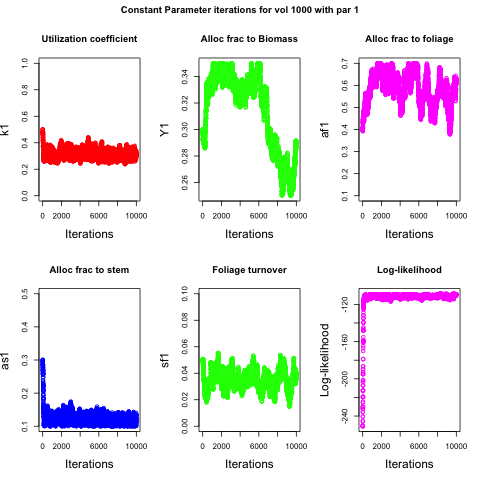 Constant Parameter iterations for vol 1000 with par 1
Utilization coefficient
k1
0.0 0.2 0.4 0.6 0.8 1.0
0 2000 6000 10000
Iterations
Alloc frac to Biomass
Y1
0.26 0.28 0.30 0.32 0.34
0 2000 6000 10000
Iterations
Alloc frac to foliage
af1
0.1 0.2 0.3 0.4 0.5 0.6 0.7
0 2000 6000 10000
Iterations
Alloc frac to stem
as1
0.1 0.2 0.3 0.4 0.5
0 2000 6000 10000
Iterations
Foliage turnover
sf1
0.00 0.02 0.04 0.06 0.08 0.10
0 2000 6000 10000
Iterations
Log-likelihood
Log-likelihood
-240 -200 -160 -120
0 2000 6000 10000
Iterations